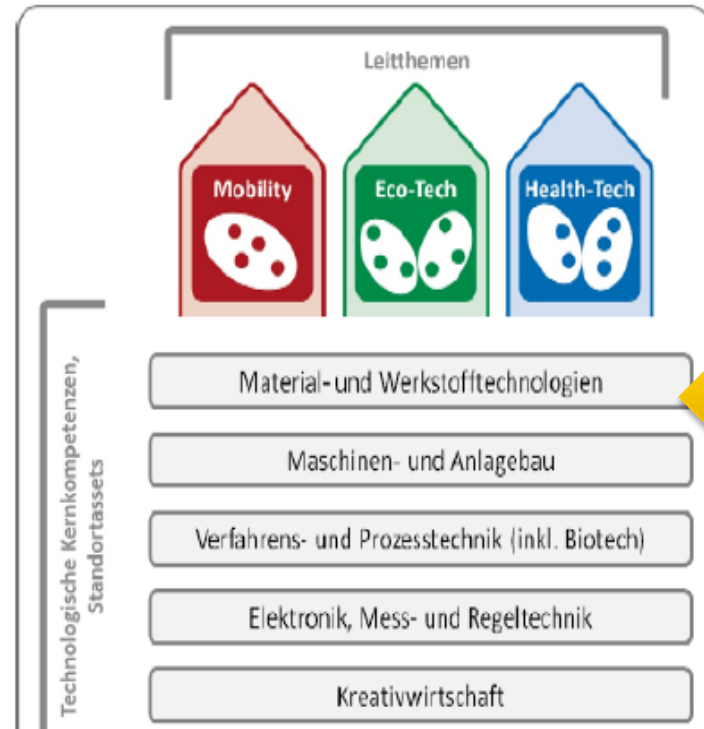 Leitthemen
Mobility
Eco-Tech
Health-Tech
Technologische Kernkompetenzen,
Standortassets
Material- und Werkstofftechnologien
Maschinen- und Anlagebau
Verfahrens- und Prozesstechnik (inkl. Biotech)
Elektronik, Mess- und Regeltechnik
Kreativwirtschaft